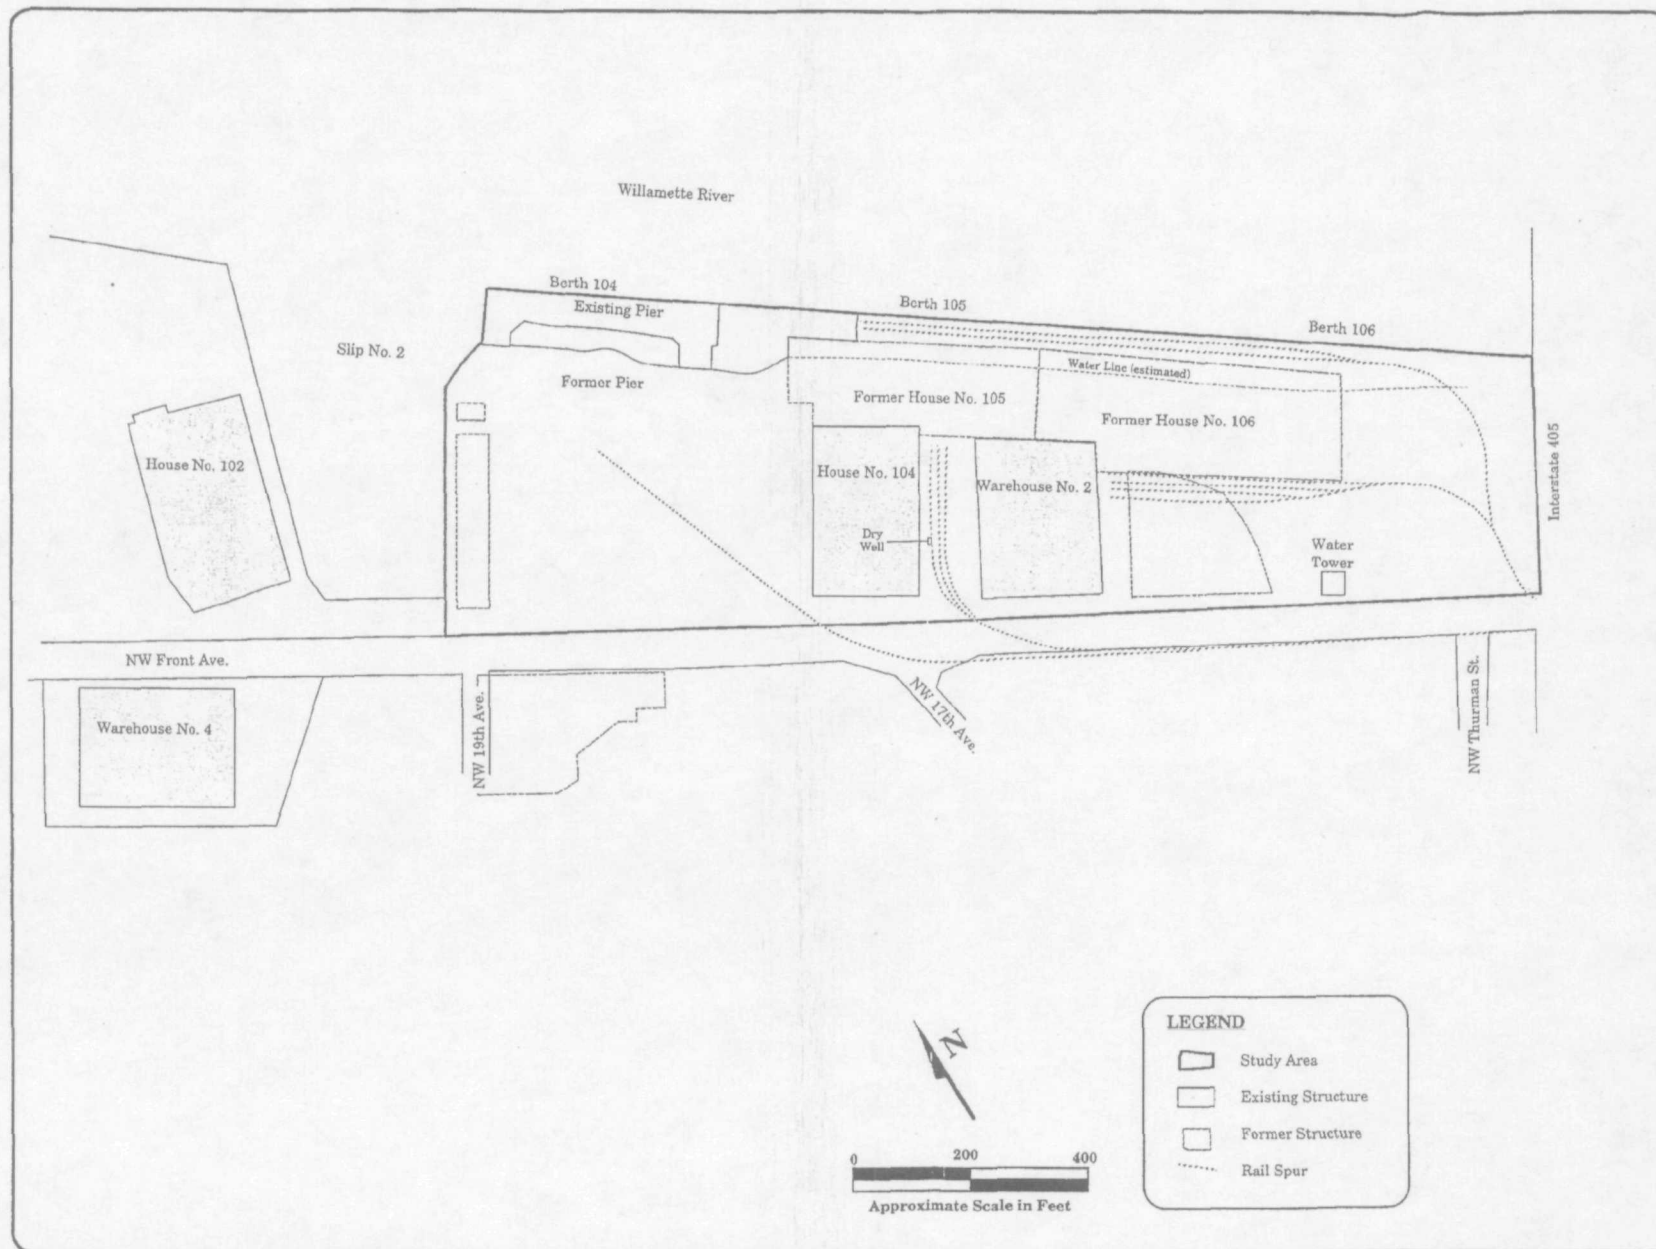 Willamette River
Berth 104
Existing Pier
Berth 105
Berth 106
Slip No. 2
Former Pier
Water Line (estimated)
Former House No. 105
Former House No. 106
House No. 102
House No. 104
Warehouse No. 2
Interstate 405
Dry
Well
Water
Tower
NW Front Ave.
Warehouse No. 4
NW 19th Ave.
NW 17th Ave.
NW Thurman St.
N
LEGEND
Study Area
Existing Structure
Former Structure
Rail Spur
0 200 400
Approximate Scale in Feet